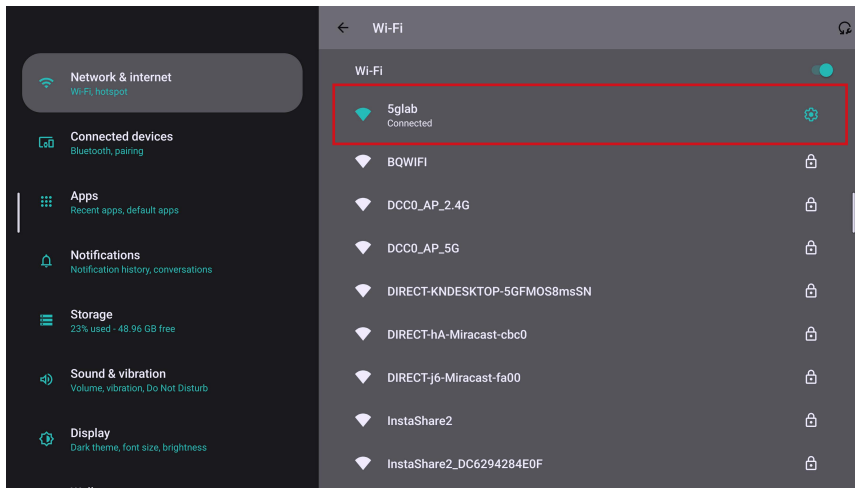 Network & internet
Wi-Fi, hotspot
Connected devices
Bluetooth, pairing
Apps
Recent apps, default apps
Notifications
Notification history, conversations
Storage
23% used - 48.96 GB free
Sound & vibration
Volume, vibration, Do Not Disturb
Display
Dark theme, font size, brightness
Wi-Fi
Wi-Fi
5glab
Connected
BQWIFI
DCC0_AP_2.4G
DCC0_AP_5G
DIRECT-KNDESKTOP-5GFMOS8msSN
DIRECT-hA-Miracast-cbc0
DIRECT-j6-Miracast-fa00
InstaShare2
InstaShare2_DC6294284E0F